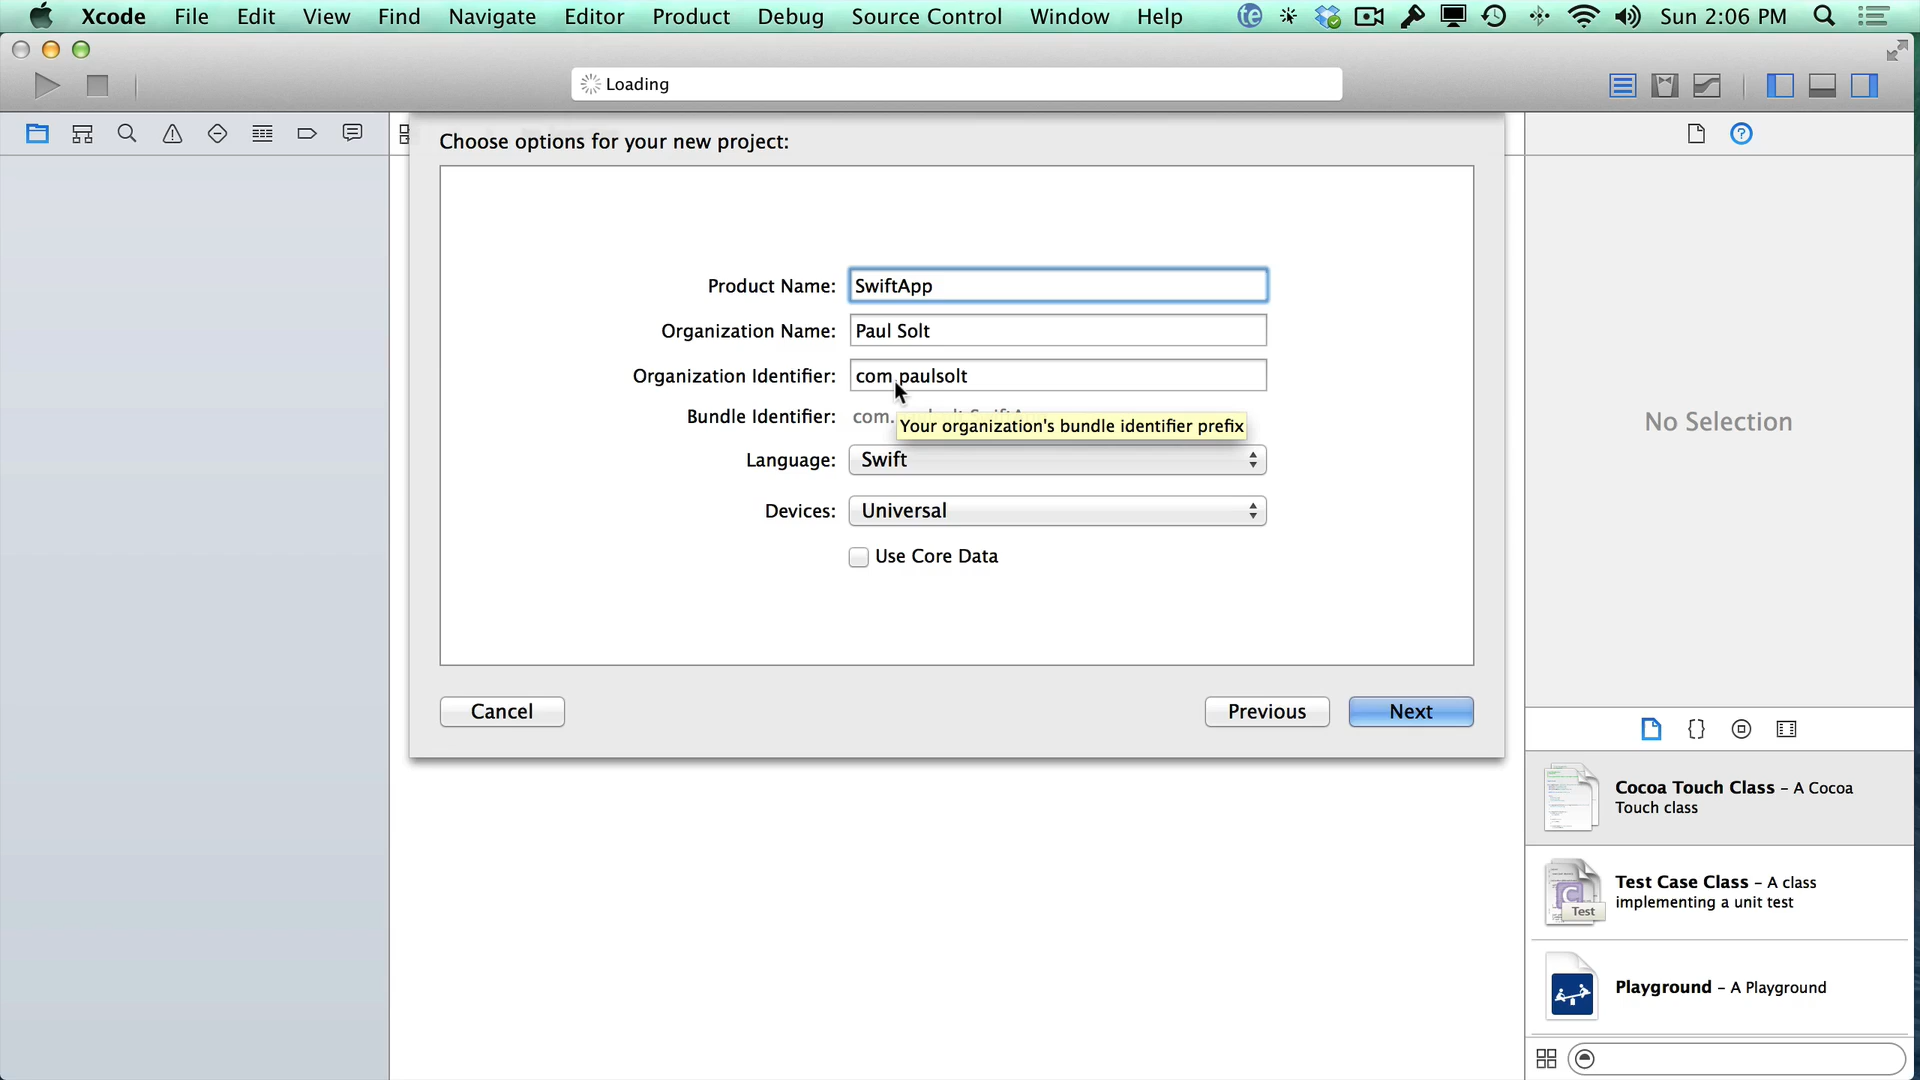 Xcode File Edit View Find Navigate Editor Product Debug Source Control Window Help te Sun 2:06 PM
Loading
Choose options for your new project:
Product Name: SwiftApp
Organization Name: Paul Solt
Organization Identifier: com.paulsolt
Bundle Identifier: com.
Your organization's bundle identifier prefix
Language: Swift
Devices: Universal
Use Core Data
Cancel Previous Next
No Selection
{}
Cocoa Touch Class – A Cocoa
Touch class
C
Test
Test Case Class – A class
implementing a unit test
Playground – A Playground